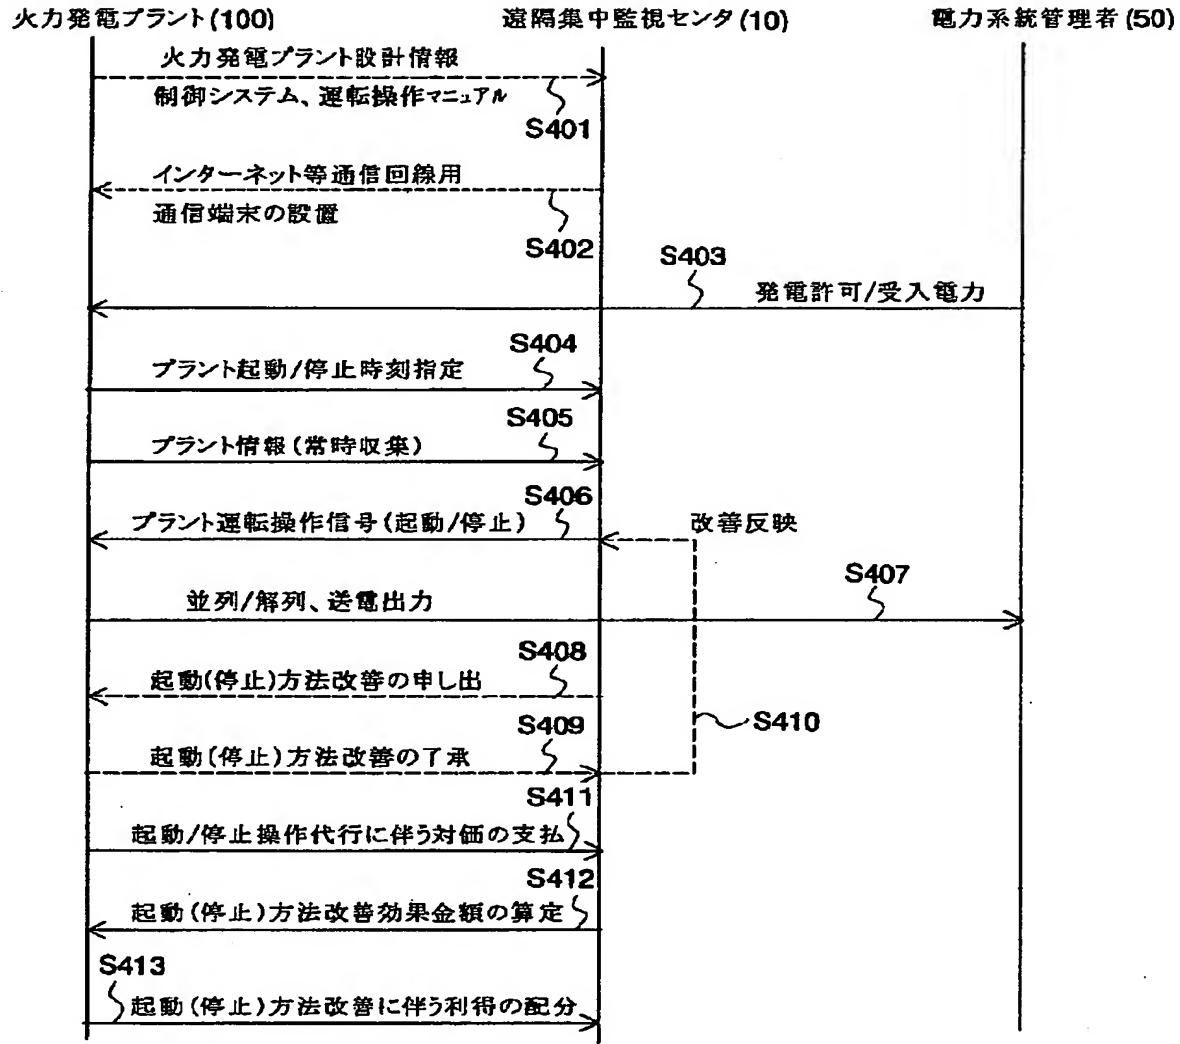 火力発電プラント(100)
遠隔集中監視センタ(10)
電力系統管理者(50)
火力発電プラント設計情報
制御システム、運転操作マニュアル
S401
インターネット等通信回線用
通信端末の設置
S402
S403
発電許可/受入電力
S404
プラント起動/停止時刻指定
S405
プラント情報(常時収集)
S406
プラント運転操作信号(起動/停止)
改善反映
S407
並列/解列、送電出力
S408
起動(停止)方法改善の申し出
S409
S410
起動(停止)方法改善の了承
S411
起動/停止操作代行に伴う対価の支払
S412
起動(停止)方法改善効果金額の算定
S413
起動(停止)方法改善に伴う利得の配分